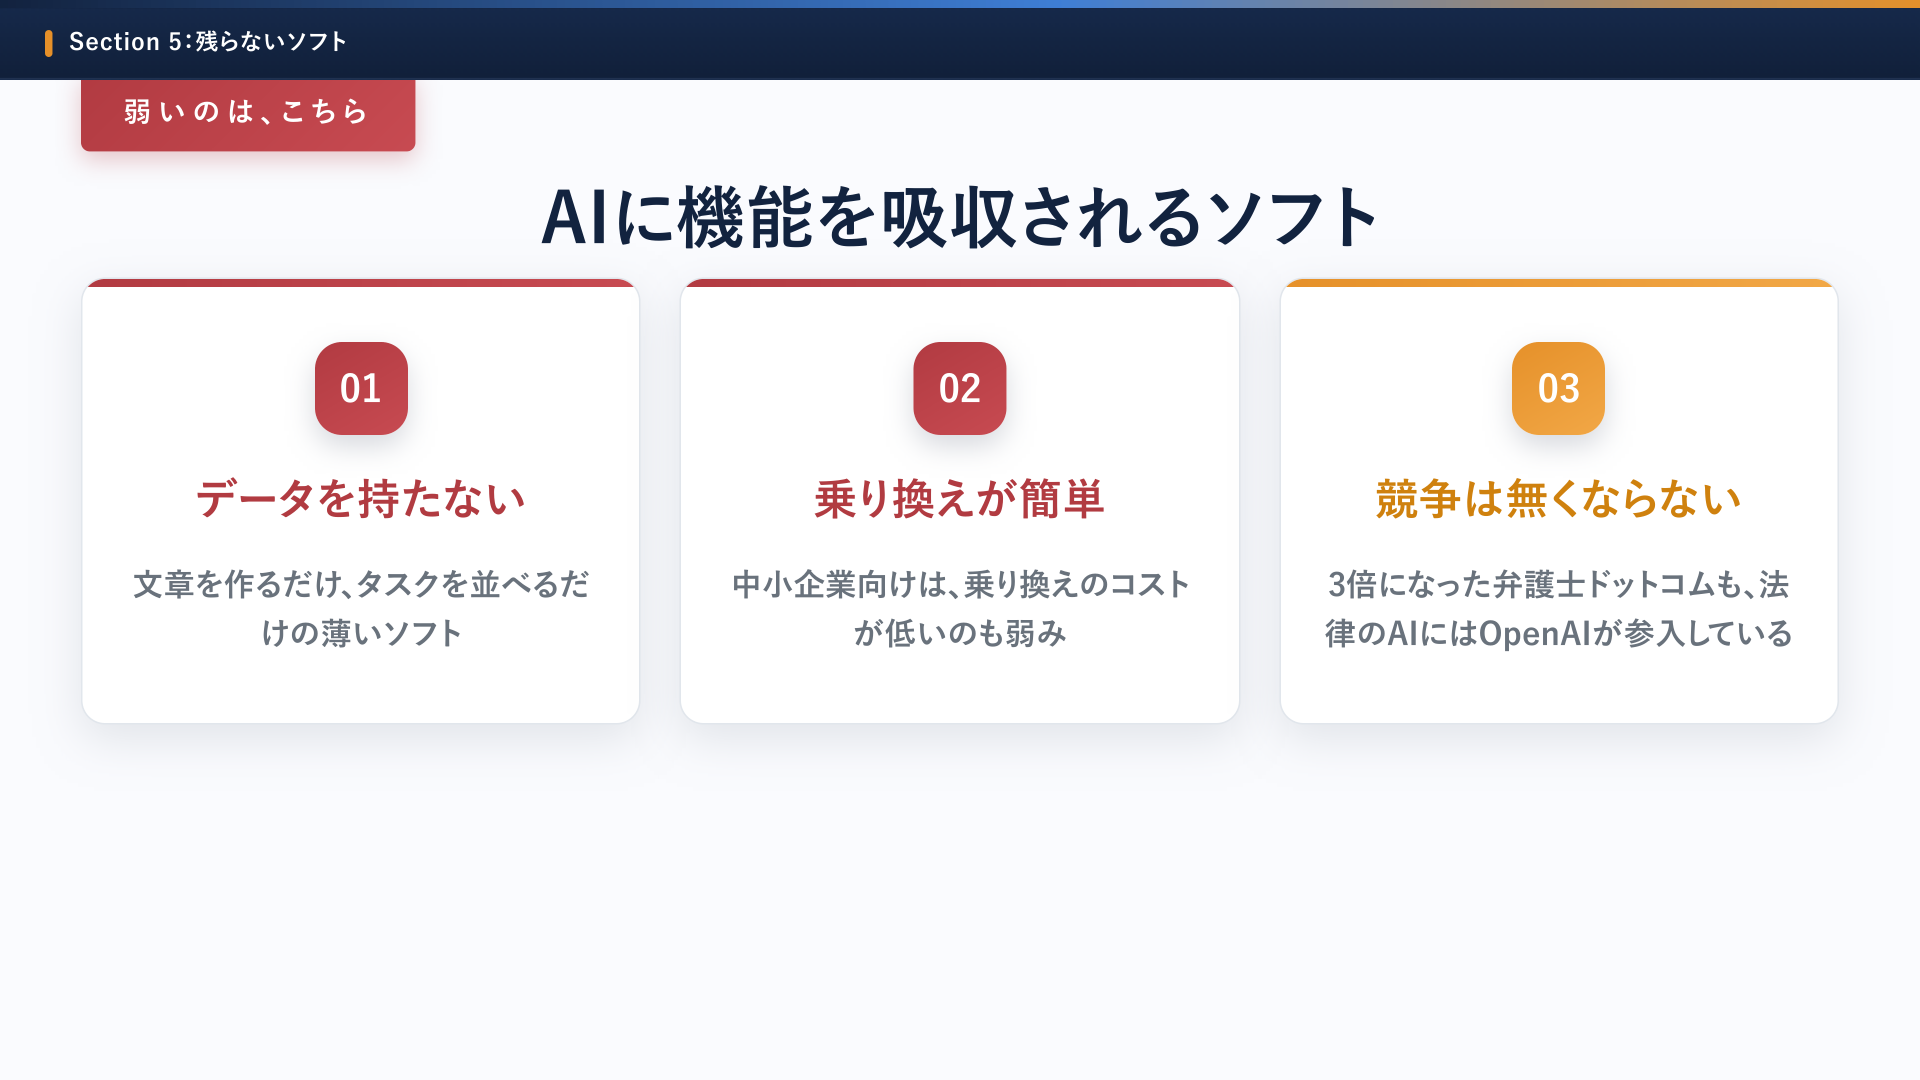 Section 5：残らないソフト
弱いのは、こちら
AIに機能を吸収されるソフト
01
データを持たない
文章を作るだけ、タスクを並べるだ
けの薄いソフト
02
乗り換えが簡単
中小企業向けは、乗り換えのコスト
が低いのも弱み
03
競争は無くならない
3倍になった弁護士ドットコムも、法
律のAIにはOpenAIが参入している